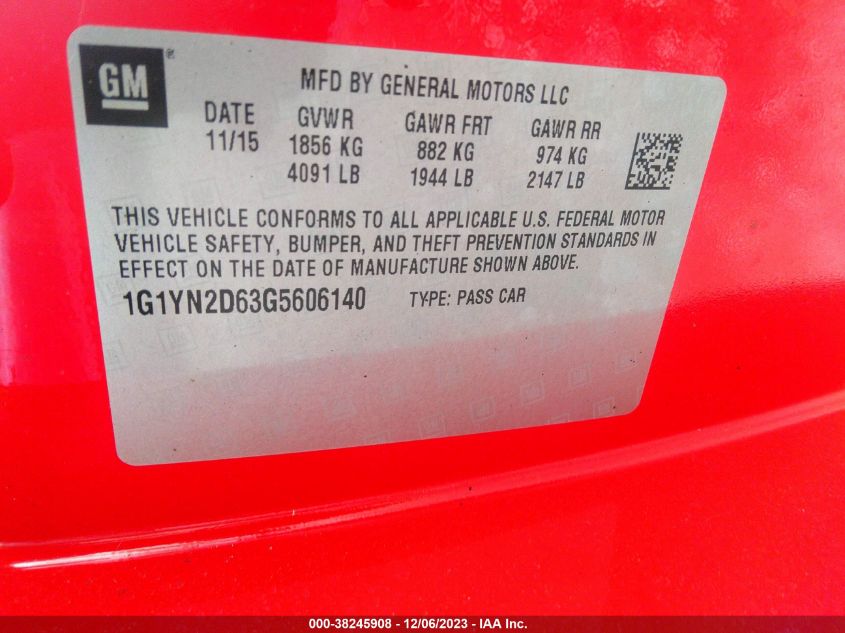 GM ®
MFD BY GENERAL MOTORS LLC
DATE GVWR GAWR FRT GAWR RR
11/15 1856 KG 882 KG 974 KG
4091 LB 1944 LB 2147 LB
THIS VEHICLE CONFORMS TO ALL APPLICABLE U.S. FEDERAL MOTOR
VEHICLE SAFETY, BUMPER, AND THEFT PREVENTION STANDARDS IN
EFFECT ON THE DATE OF MANUFACTURE SHOWN ABOVE.
1G1YN2D63G5606140 TYPE: PASS CAR
000-38245908 - 12/06/2023 - IAA Inc.